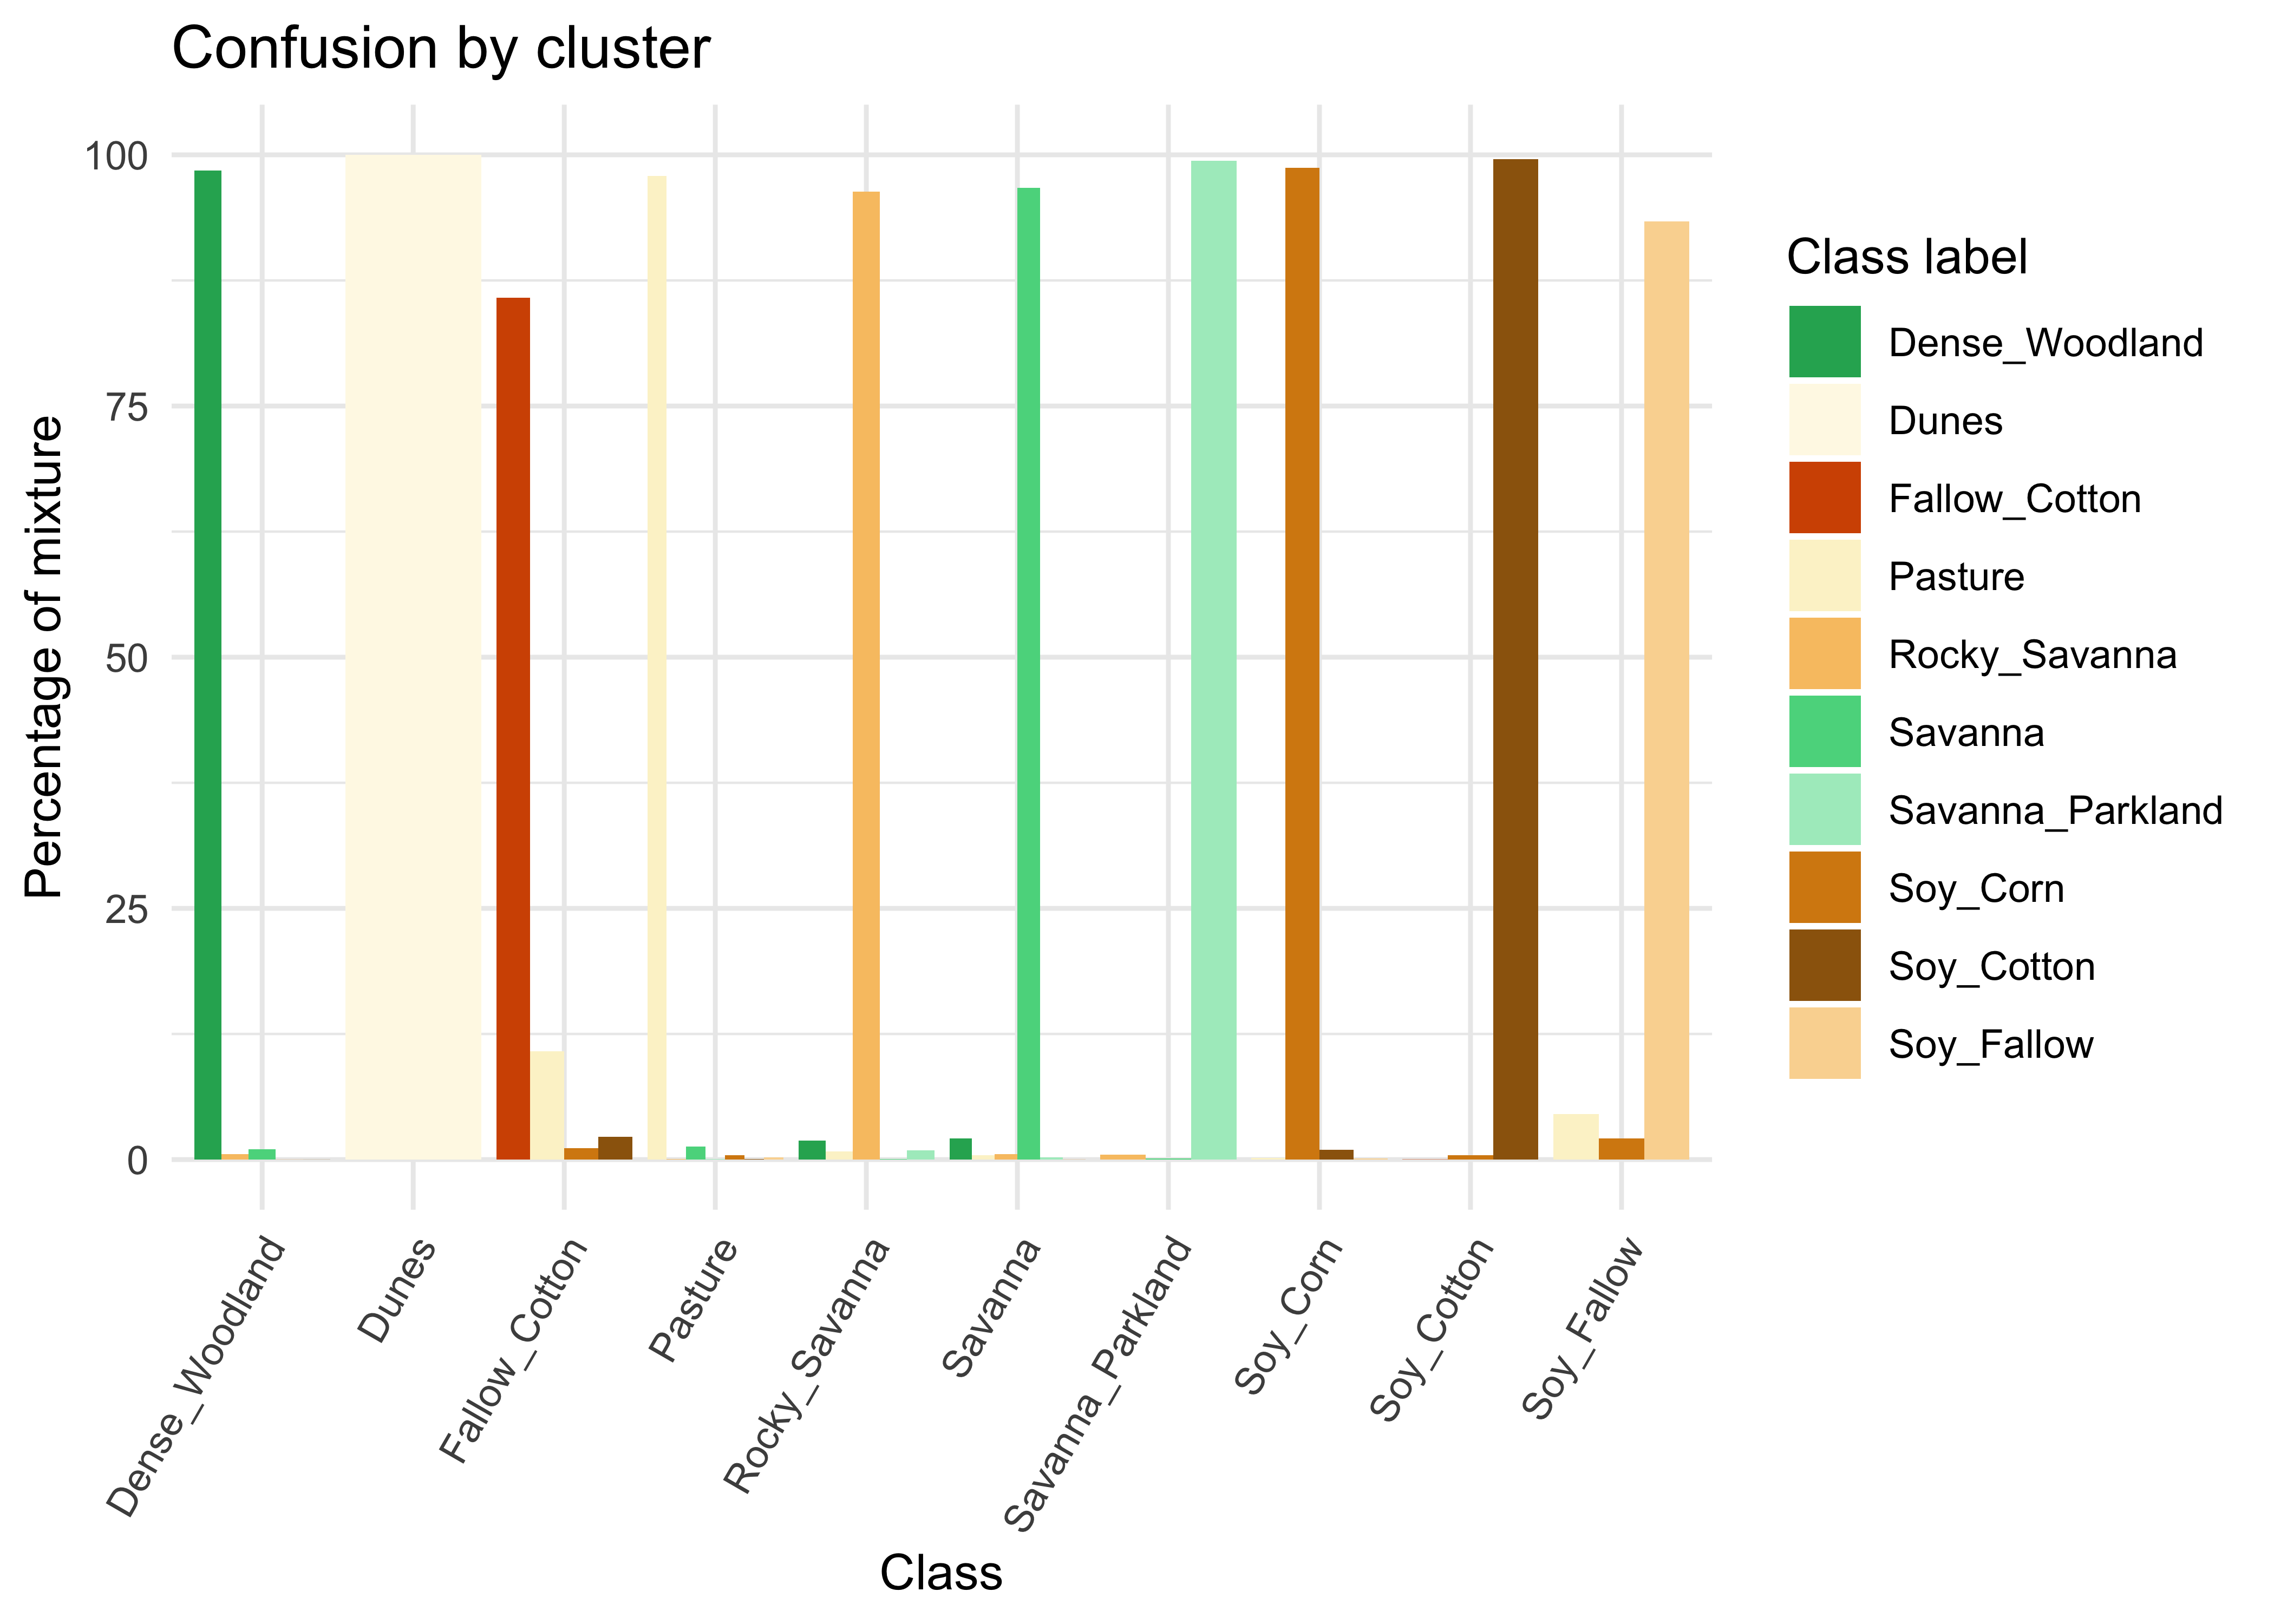 Confusion by cluster
Percentage of mixture
100
75
50
25
0
Dense_Woodland
Dunes
Fallow_Cotton
Pasture
Rocky_Savanna
Savanna
Savanna_Parkland
Soy_Corn
Soy_Cotton
Soy_Fallow
Class
Class label
Dense_Woodland
Dunes
Fallow_Cotton
Pasture
Rocky_Savanna
Savanna
Savanna_Parkland
Soy_Corn
Soy_Cotton
Soy_Fallow